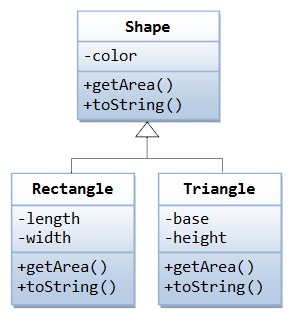 Shape
-color
+getArea()
+toString()
Rectangle
-length
-width
+getArea()
+toString()
Triangle
-base
-height
+getArea()
+toString()